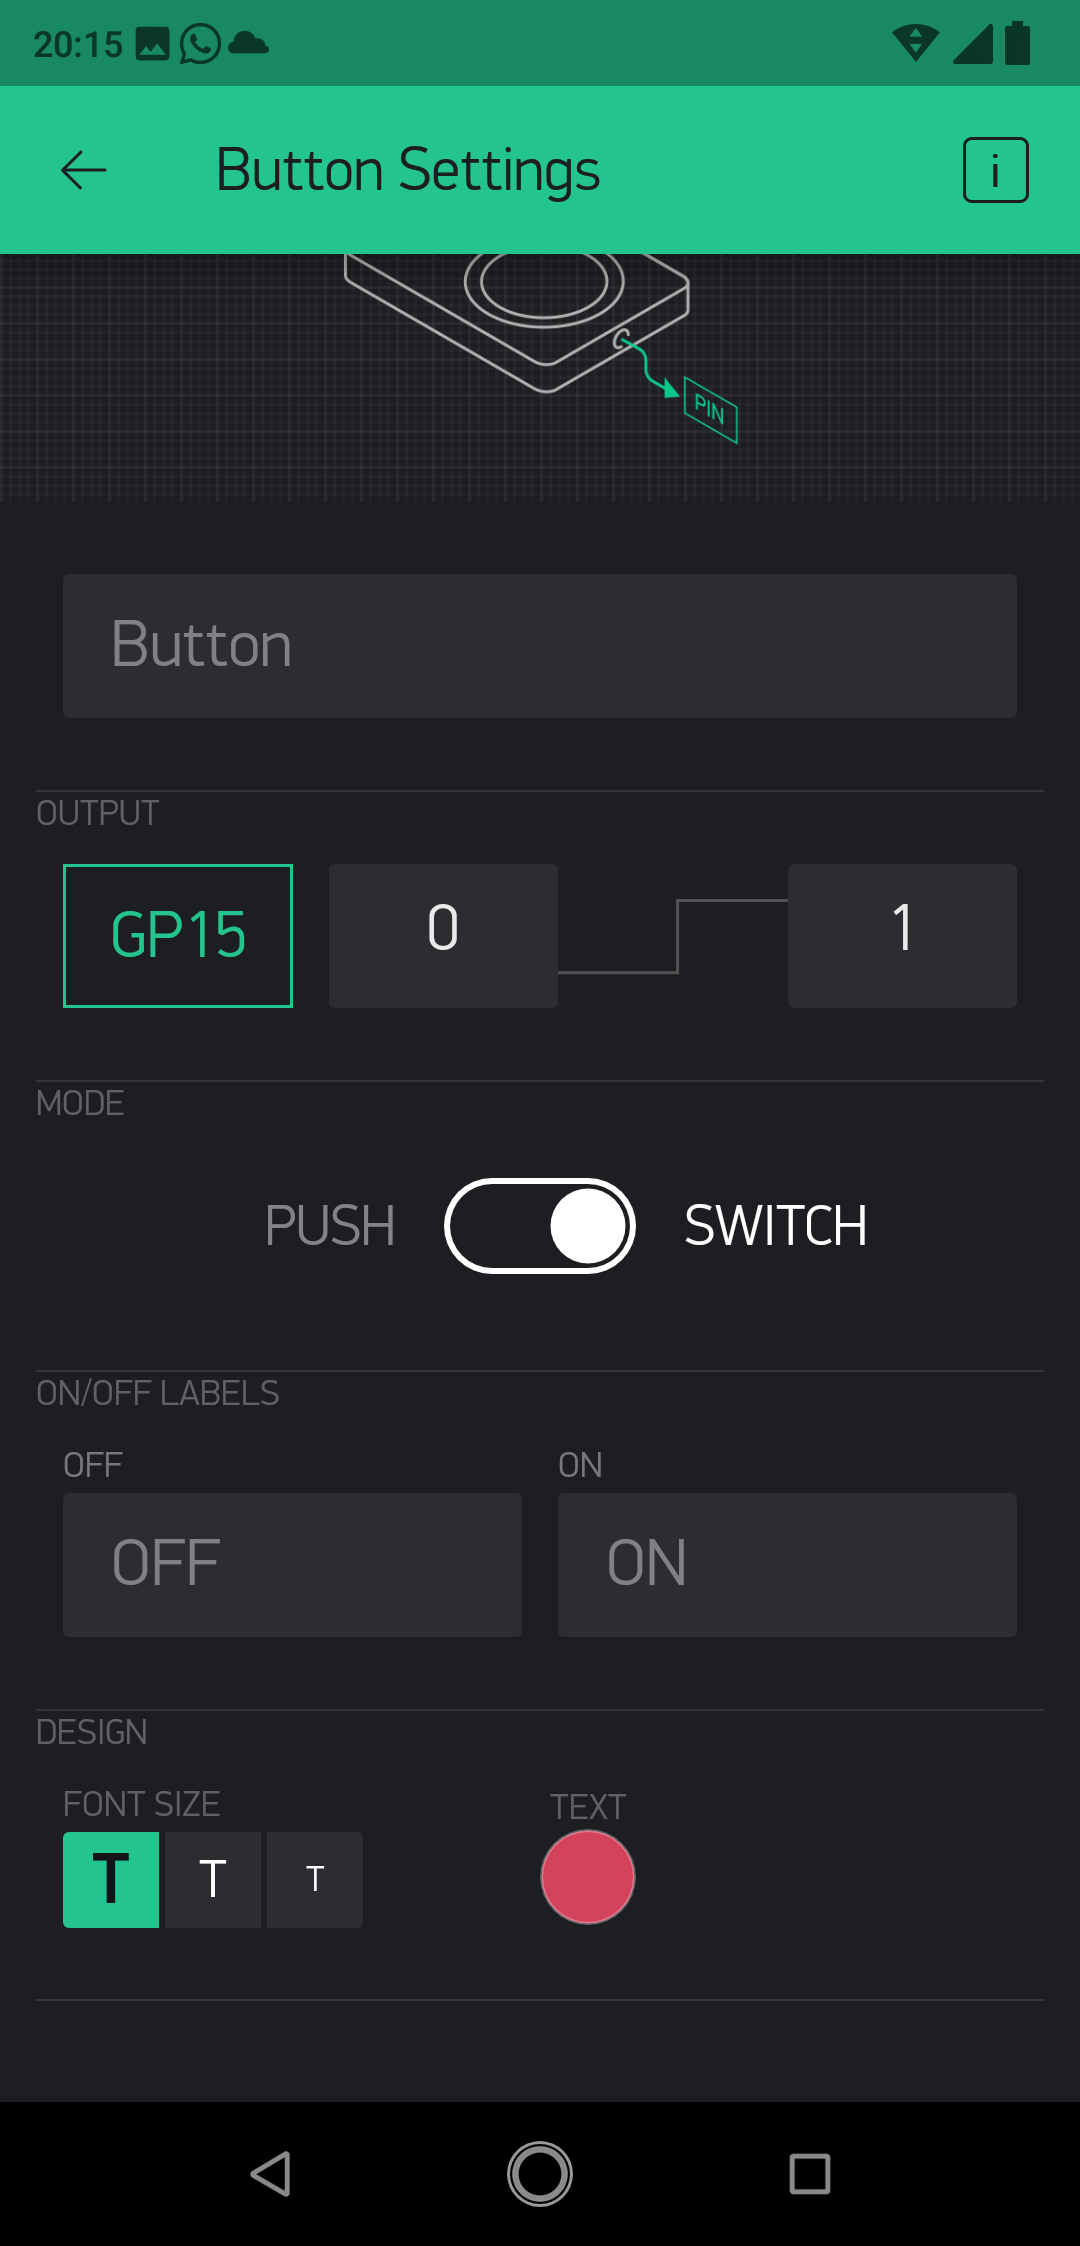 20:15
Button Settings
i
PIN
Button
OUTPUT
GP15 0 1
MODE
PUSH SWITCH
ON/OFF LABELS
OFF ON
OFF ON
DESIGN
FONT SIZE TEXT
T T T